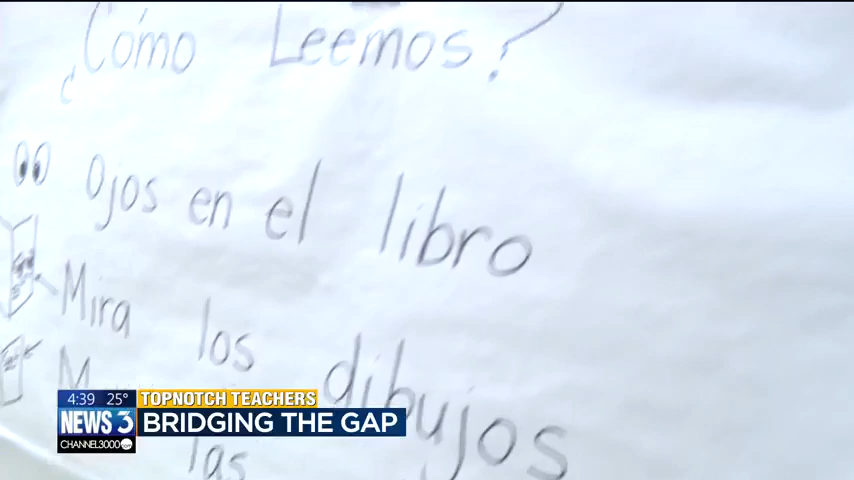 ¿Cómo Leemos?
Ojos en el libro
Mira los dibujos
las
4:39 25°
TOPNOTCH TEACHERS
NEWS 3
BRIDGING THE GAP
CHANNEL3000